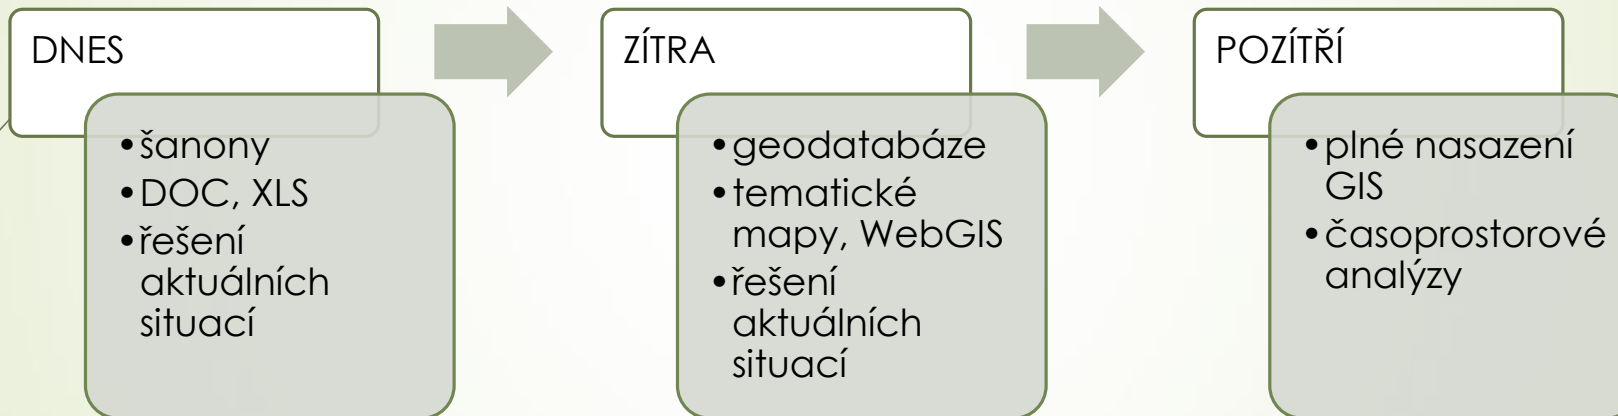 DNES
•šanony
•DOC, XLS
•řešení
aktuálních
situací
ZÍTRA
•geodatabáze
•tematické
mapy, WebGIS
•řešení
aktuálních
situací
POZÍTŘÍ
•plné nasazení
GIS
•časoprostorové
analýzy